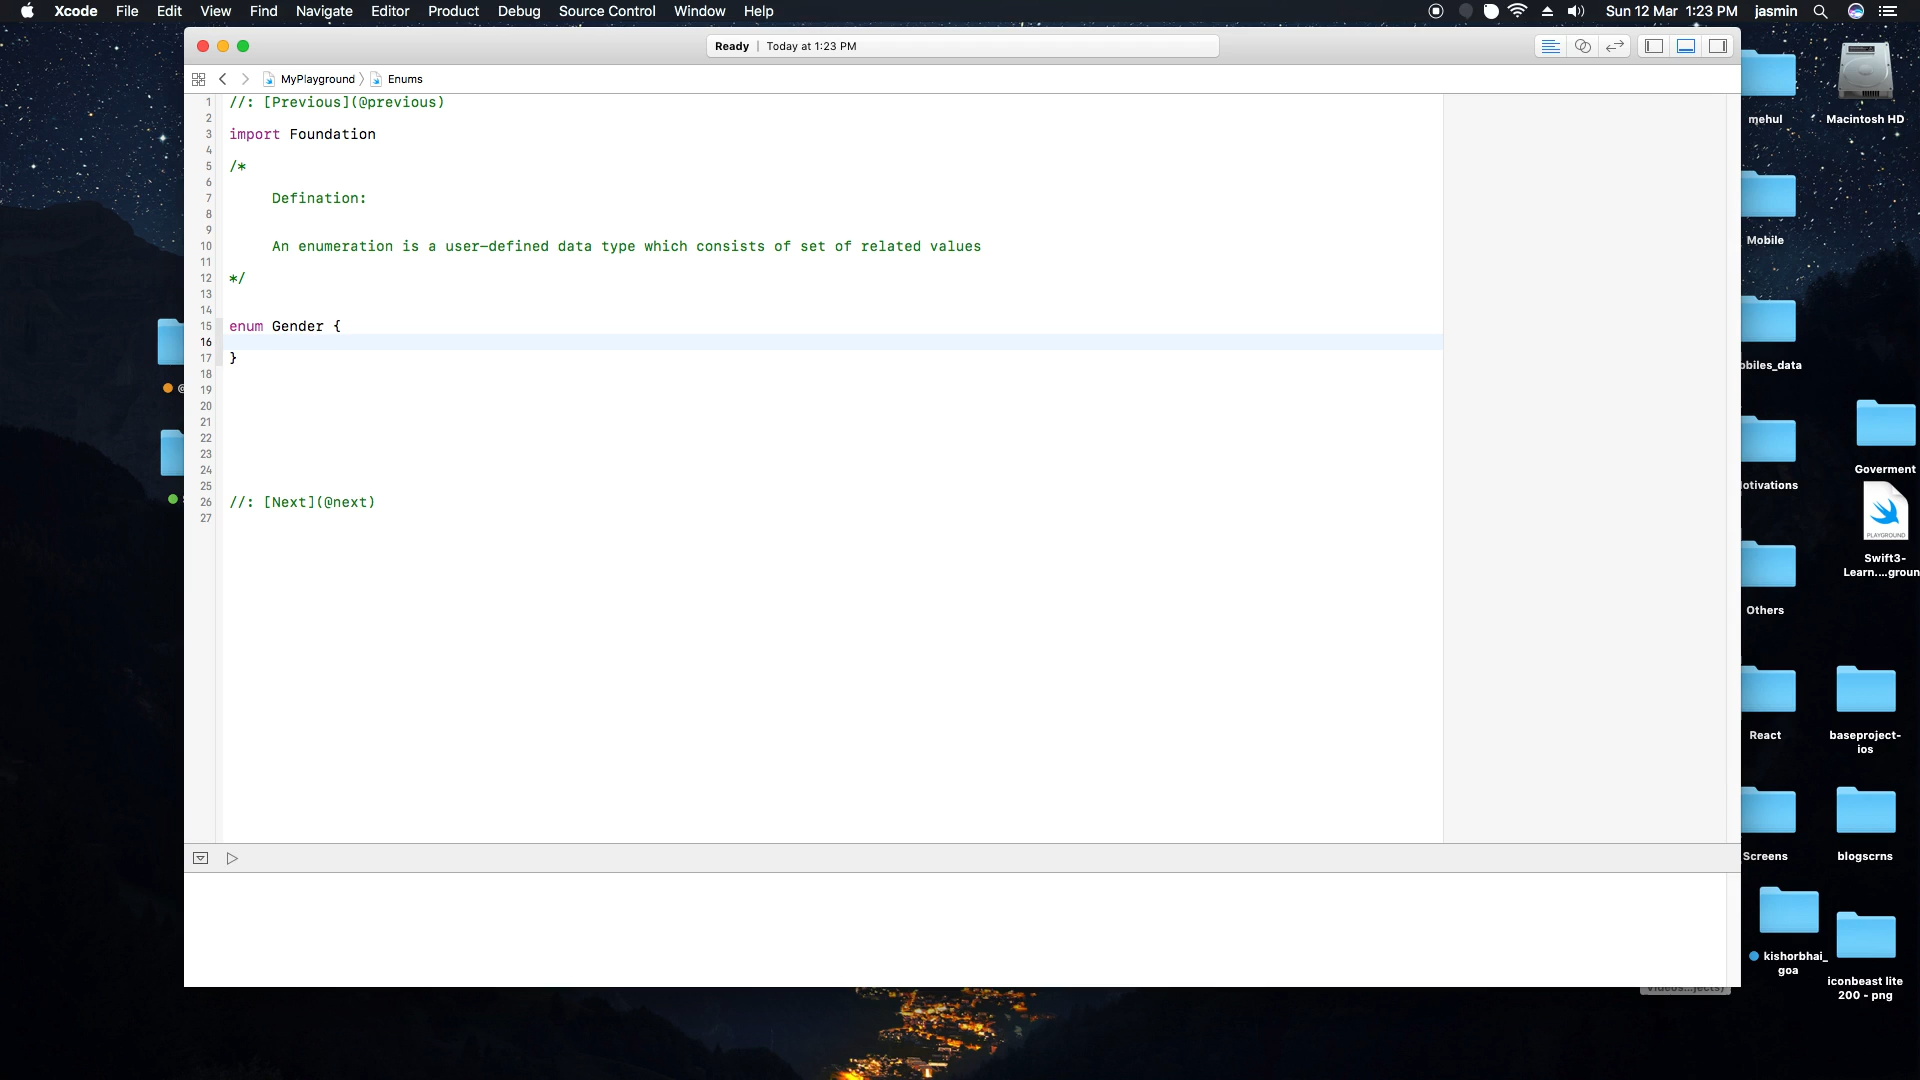 Xcode File Edit View Find Navigate Editor Product Debug Source Control Window Help
Sun 12 Mar 1:23 PM jasmin
Ready | Today at 1:23 PM
MyPlayground 〉 Enums
1 //: [Previous](@previous)
2
3 import Foundation
4
5 /*
6
7 Defination:
8
9
10 An enumeration is a user-defined data type which consists of set of related values
11
12 */
13
14
15 enum Gender {
16
17 }
18
19
20
21
22
23
24
25
26 //: [Next](@next)
27
mehul
Macintosh HD
Mobile
obiles_data
Goverment
otivations
PLAYGROUND
Swift3-
Learn....groun
Others
React
baseproject-
ios
Screens
blogscrns
kishorbhai_
goa
iconbeast lite
200 - png